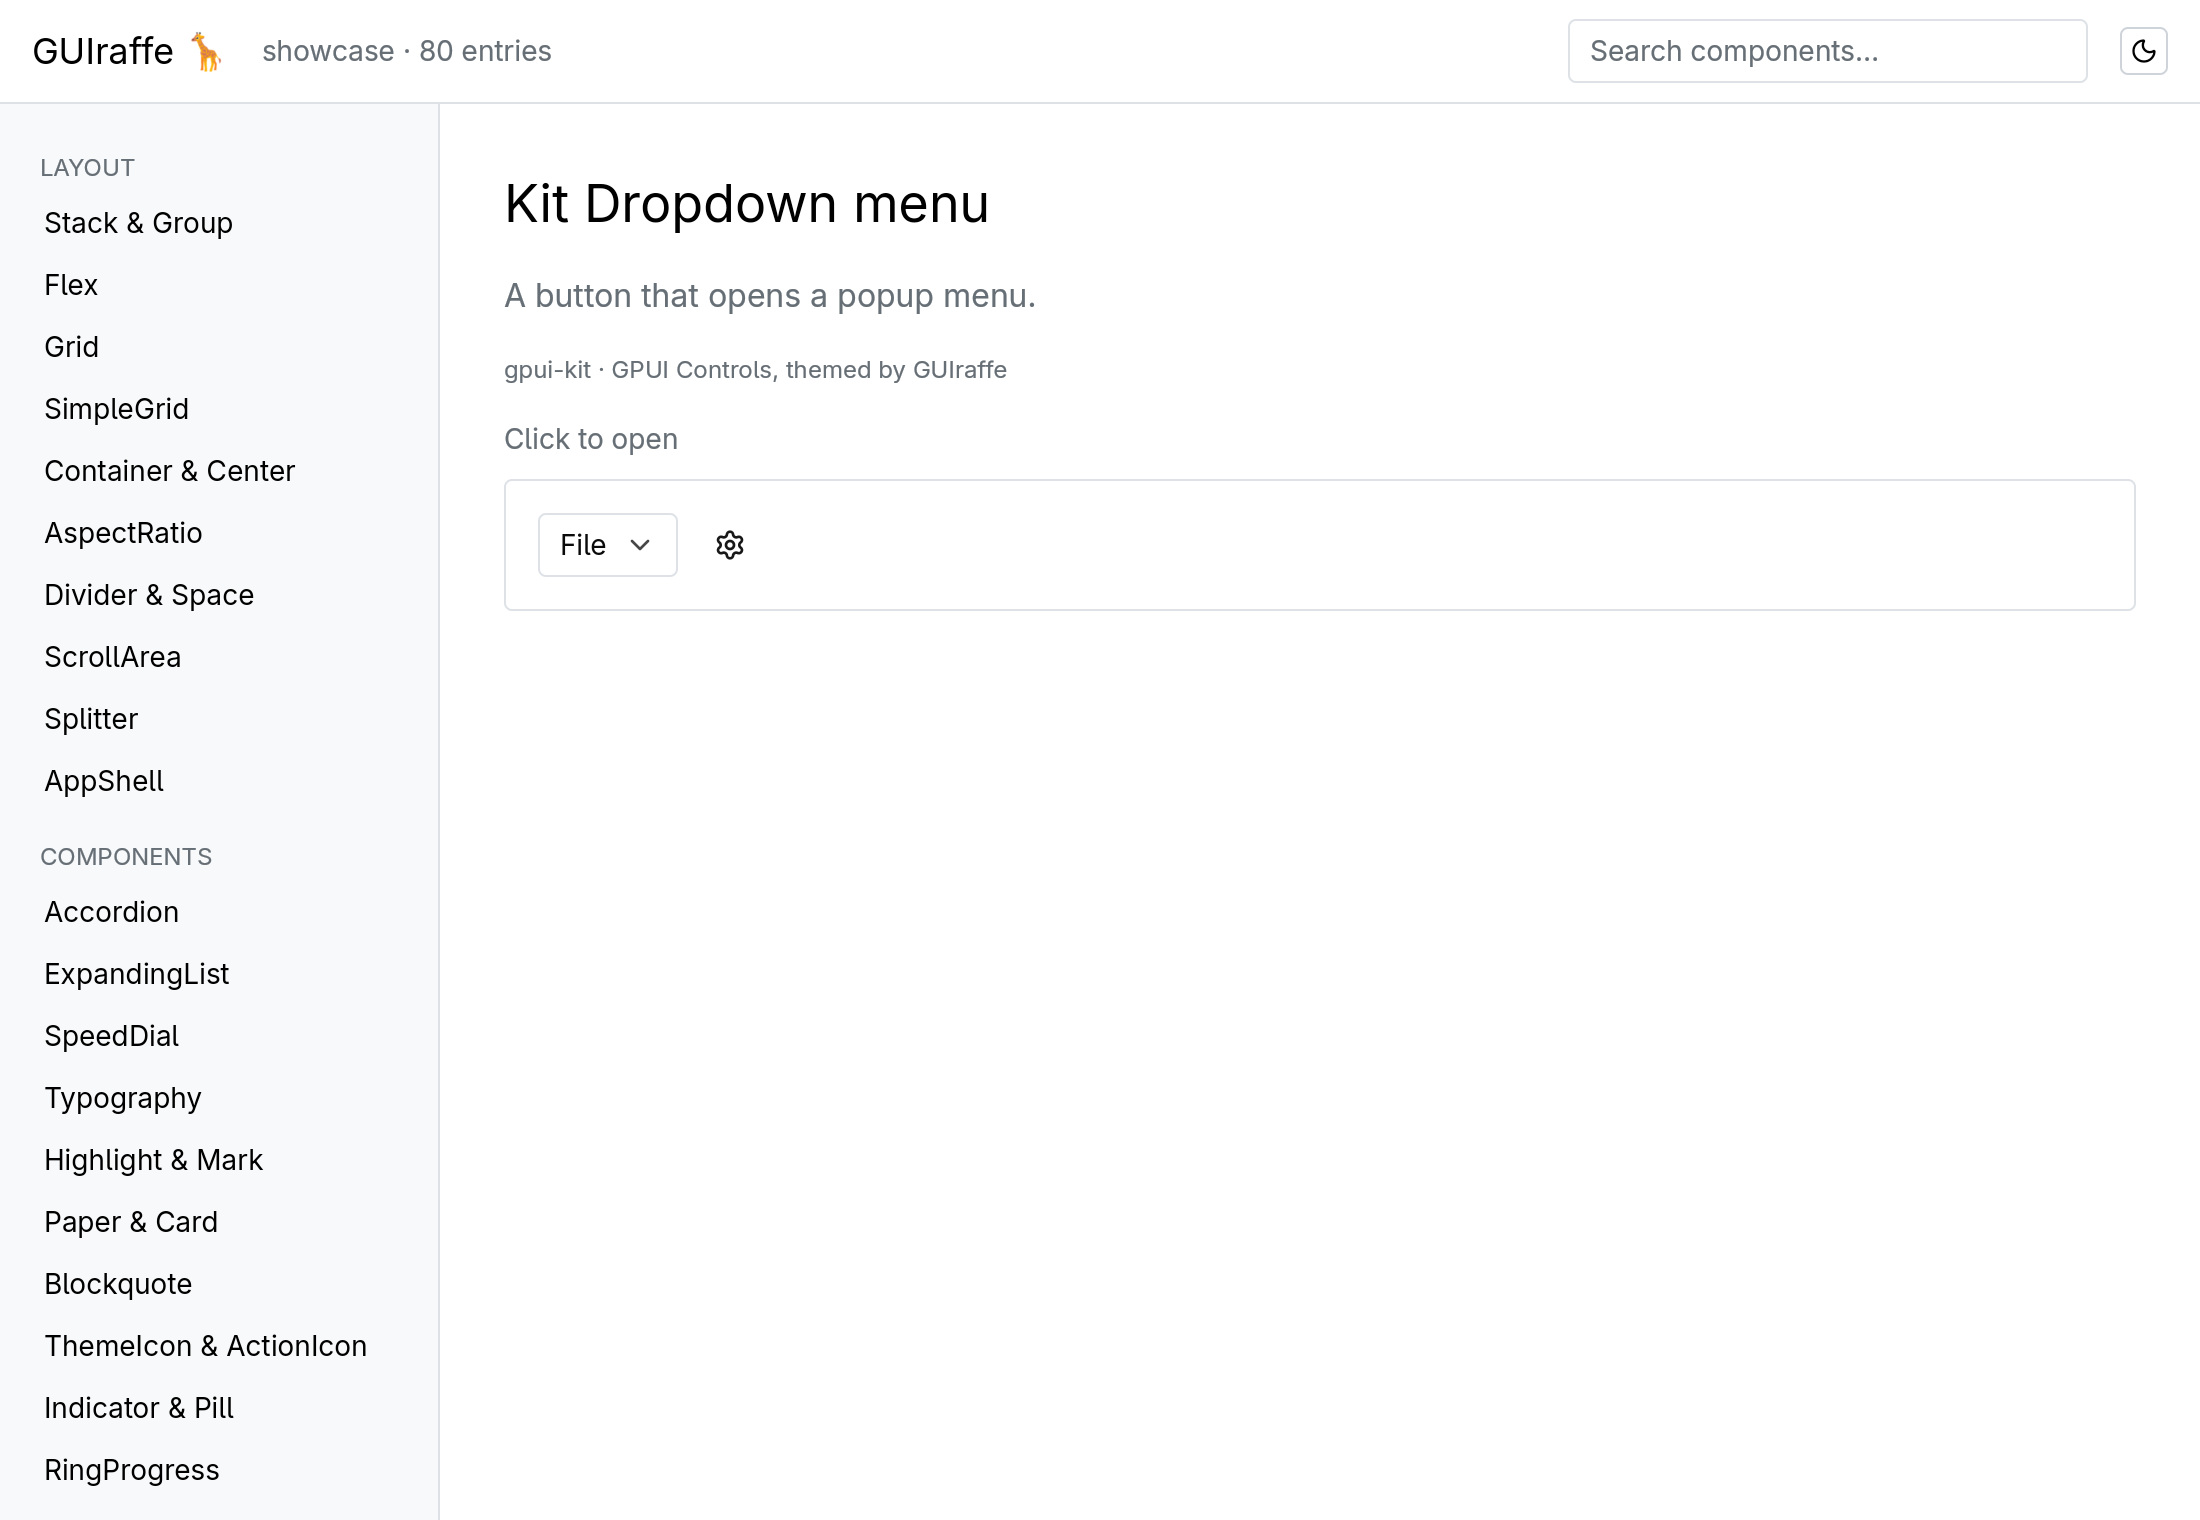 GUIraffe 🦒 showcase · 80 entries
Search components...
LAYOUT
Stack & Group
Flex
Grid
SimpleGrid
Container & Center
AspectRatio
Divider & Space
ScrollArea
Splitter
AppShell
COMPONENTS
Accordion
ExpandingList
SpeedDial
Typography
Highlight & Mark
Paper & Card
Blockquote
ThemeIcon & ActionIcon
Indicator & Pill
RingProgress
Kit Dropdown menu
A button that opens a popup menu.
gpui-kit · GPUI Controls, themed by GUIraffe
Click to open
File